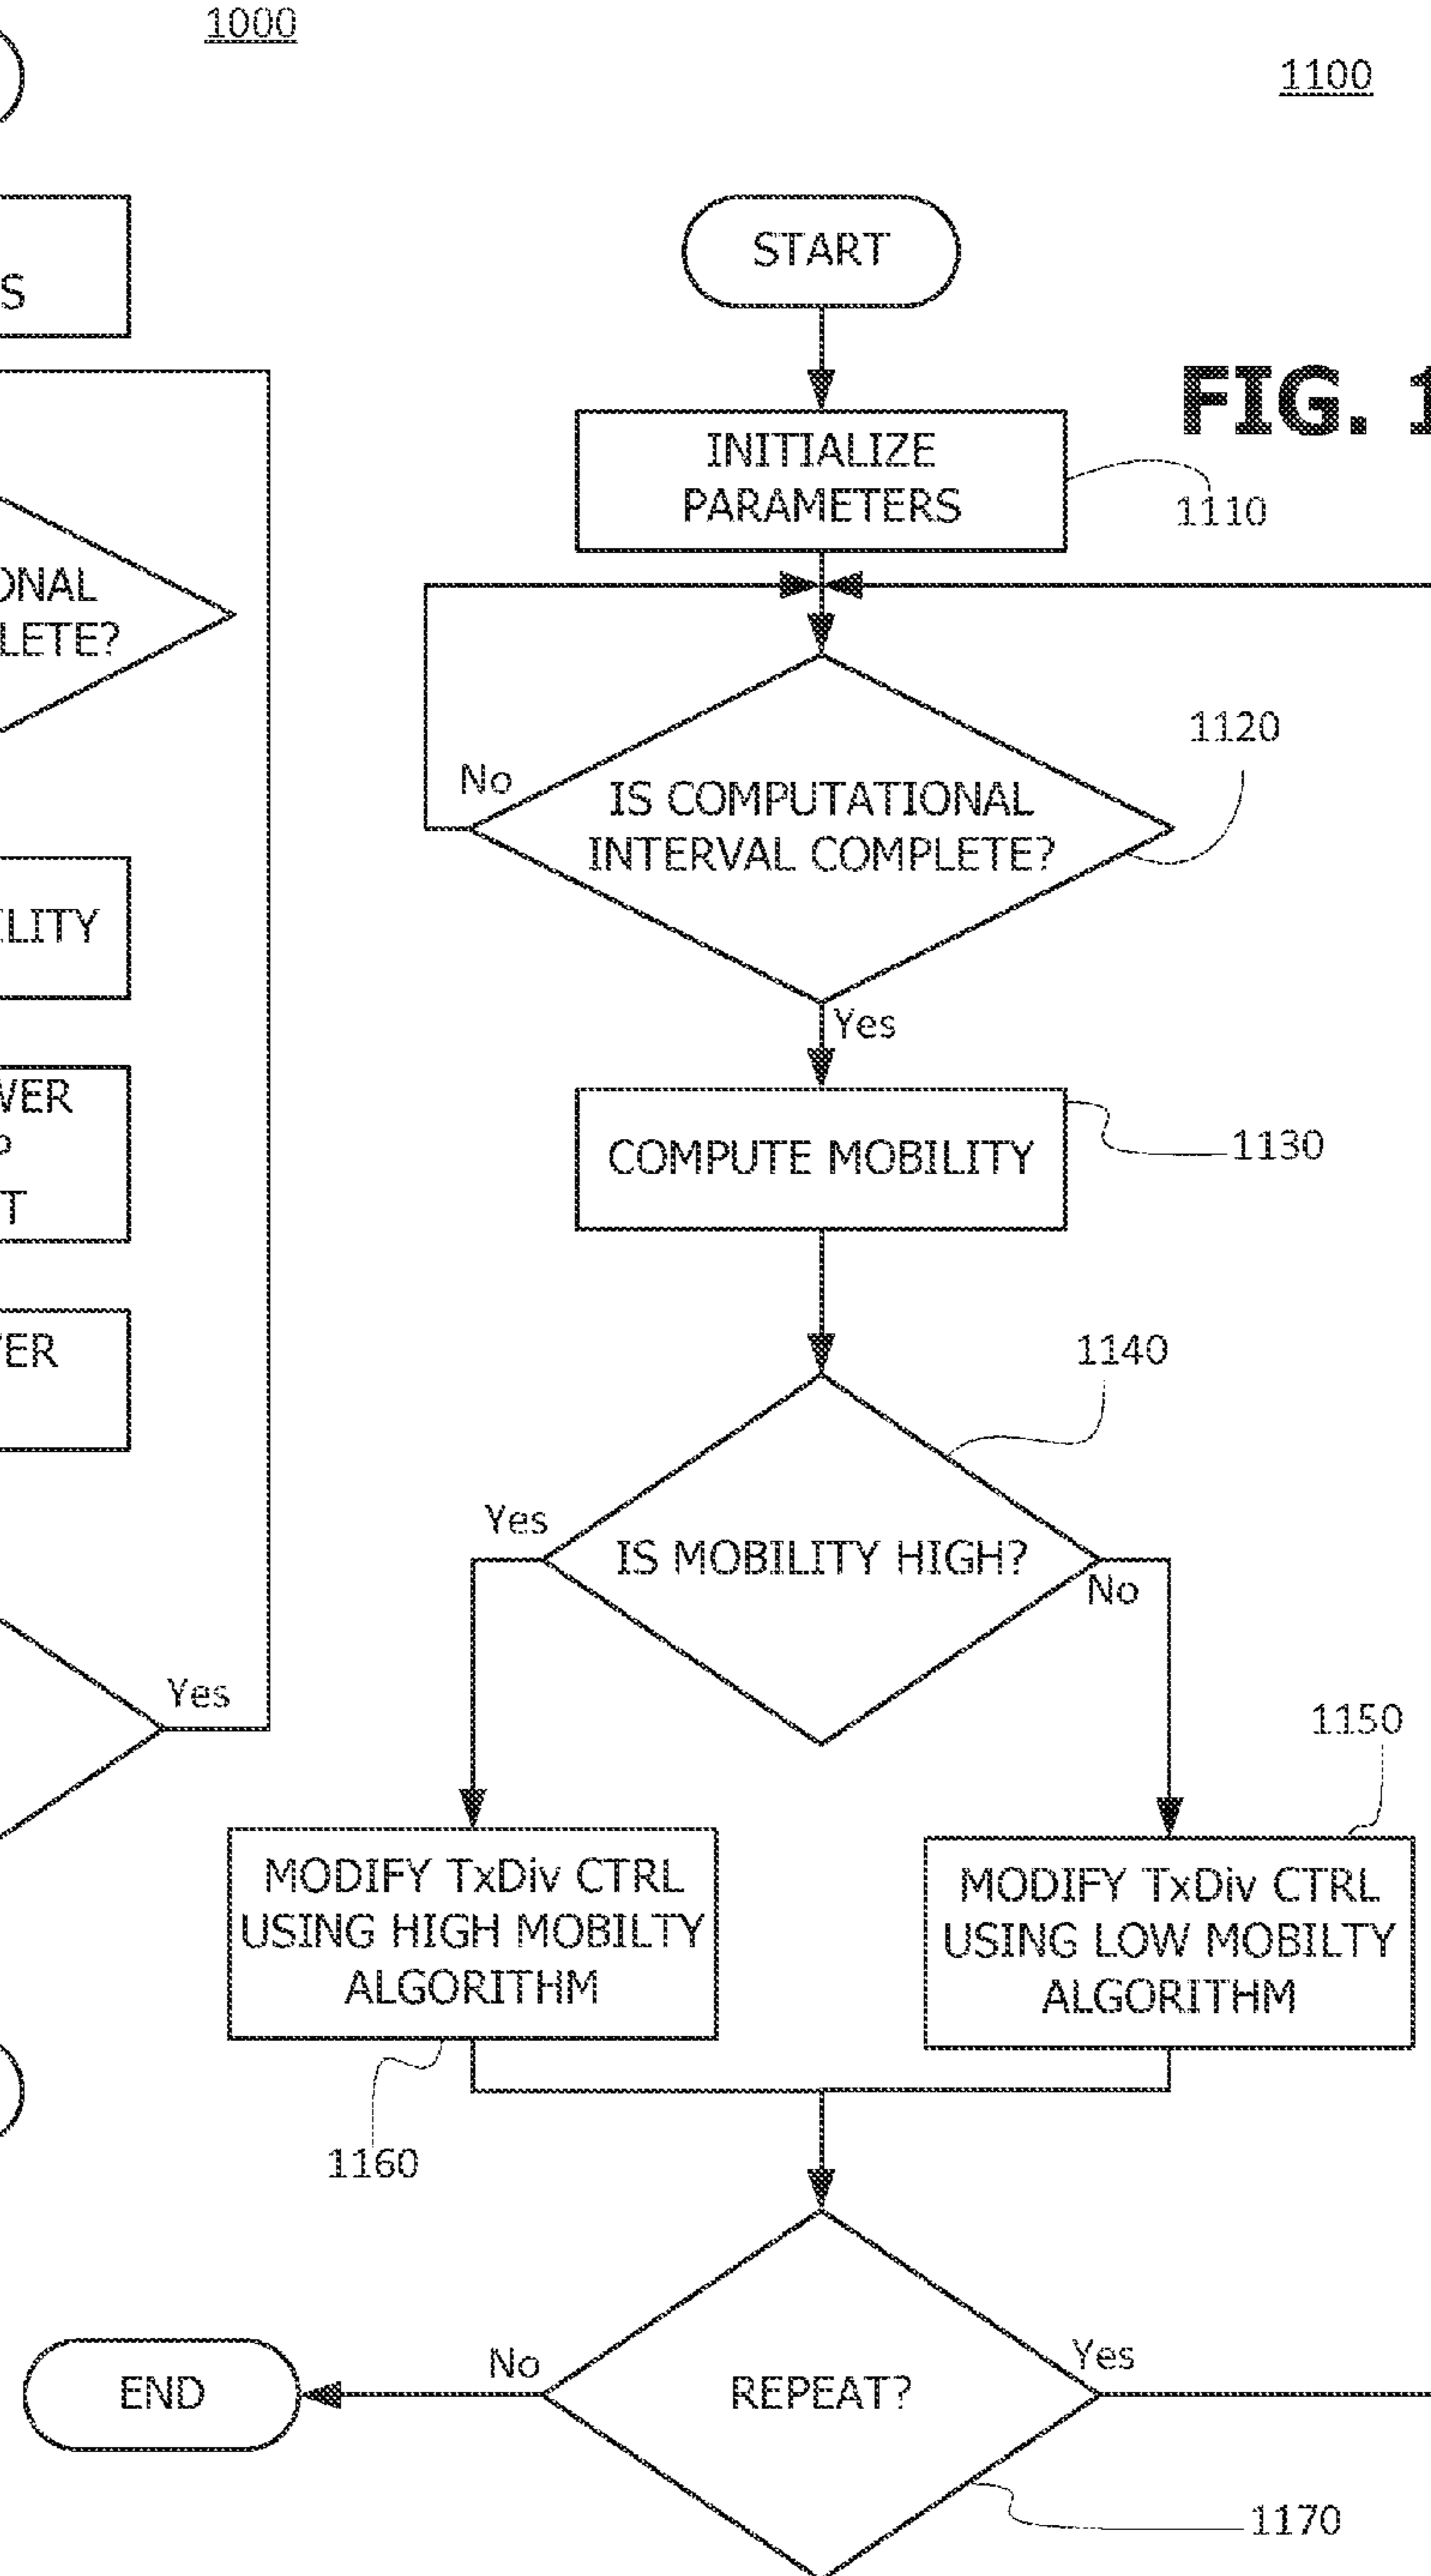 1000
1100
START
FIG. 1
INITIALIZE
PARAMETERS
1110
S
ONAL
LETE?
1120
No
IS COMPUTATIONAL
INTERVAL COMPLETE?
Yes
LITY
COMPUTE MOBILITY
1130
WER
P
T
ER
1140
Yes
IS MOBILITY HIGH?
No
Yes
1150
MODIFY TxDiv CTRL
USING HIGH MOBILTY
ALGORITHM
MODIFY TxDiv CTRL
USING LOW MOBILTY
ALGORITHM
1160
END
No
REPEAT?
Yes
1170